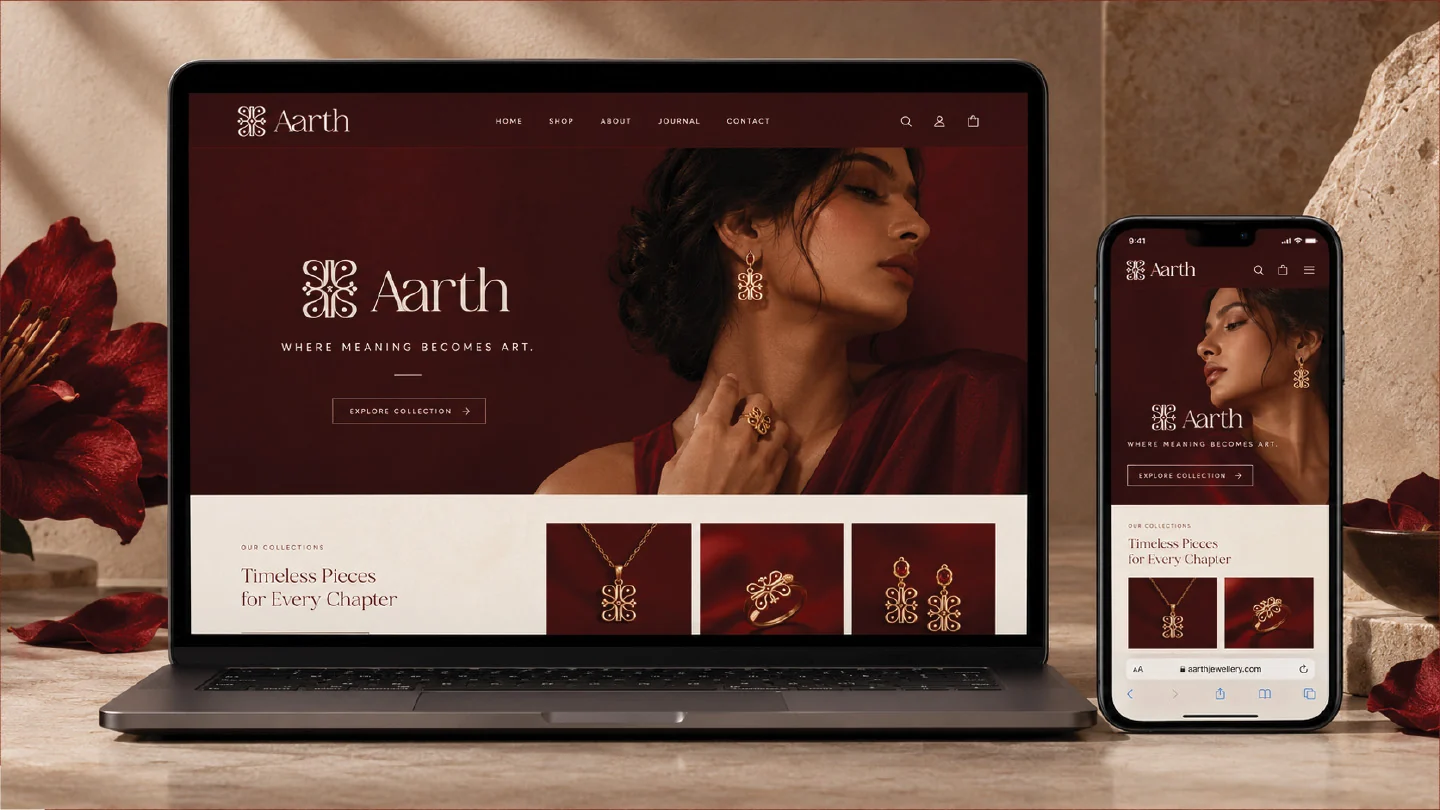 Aarth
HOME SHOP ABOUT JOURNAL CONTACT
Aarth
WHERE MEANING BECOMES ART.
EXPLORE COLLECTION →
OUR COLLECTIONS
Timeless Pieces
for Every Chapter
9:41
Aarth
Aarth
WHERE MEANING BECOMES ART.
EXPLORE COLLECTION →
OUR COLLECTIONS
Timeless Pieces
for Every Chapter
AA aarthjewellery.com